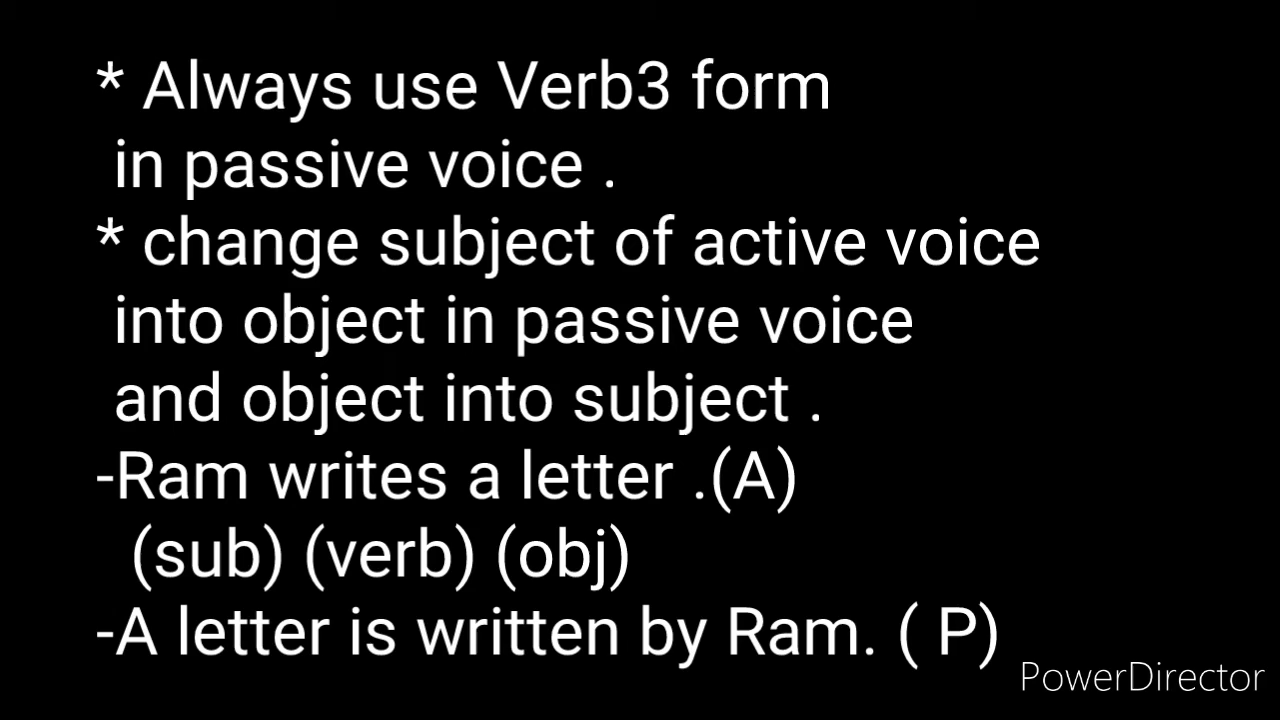 * Always use Verb3 form
in passive voice .
* change subject of active voice
into object in passive voice
and object into subject .
-Ram writes a letter .(A)
(sub) (verb) (obj)
-A letter is written by Ram. ( P)
PowerDirector